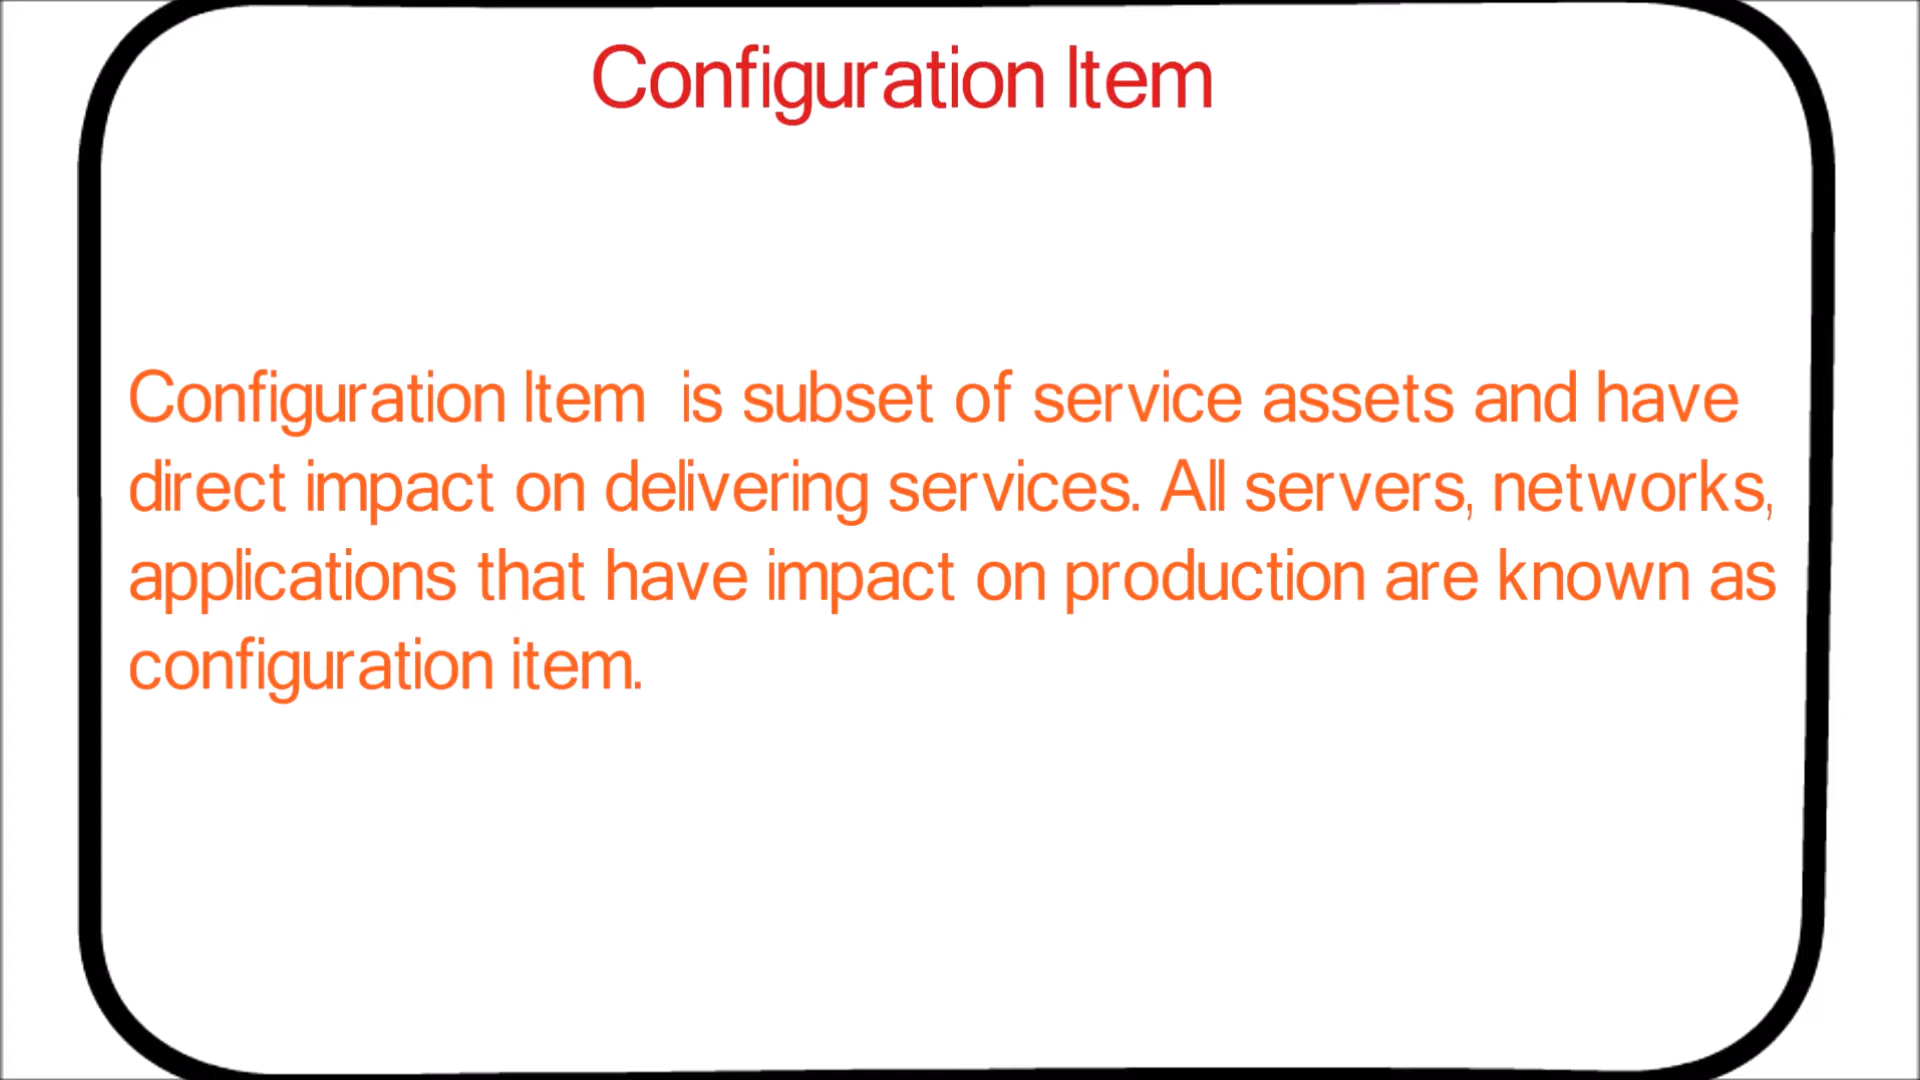 Configuration Item
Configuration Item  is subset of service assets and have
direct impact on delivering services. All servers, networks,
applications that have impact on production are known as
configuration item.